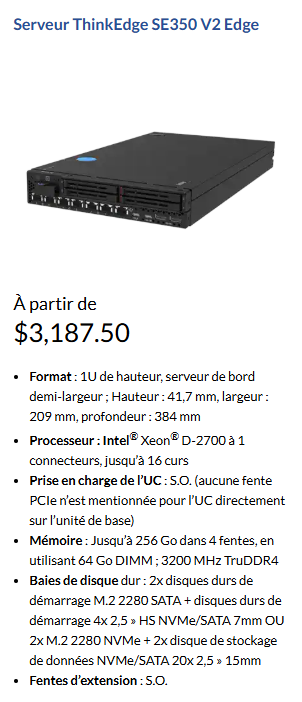 Serveur ThinkEdge SE350 V2 Edge
À partir de
$3,187.50
• Format : 1U de hauteur, serveur de bord
demi-largeur ; Hauteur : 41,7 mm, largeur :
209 mm, profondeur : 384 mm
• Processeur : Intel® Xeon® D-2700 à 1
connecteurs, jusqu’à 16 curs
• Prise en charge de l’UC : S.O. (aucune fente
PCIe n’est mentionnée pour l’UC directement
sur l’unité de base)
• Mémoire : Jusqu’à 256 Go dans 4 fentes, en
utilisant 64 Go DIMM ; 3200 MHz TruDDR4
• Baies de disque dur : 2x disques durs de
démarrage M.2 2280 SATA + disques durs de
démarrage 4x 2,5 » HS NVMe/SATA 7mm OU
2x M.2 2280 NVMe + 2x disque de stockage
de données NVMe/SATA 20x 2,5 » 15mm
• Fentes d’extension : S.O.